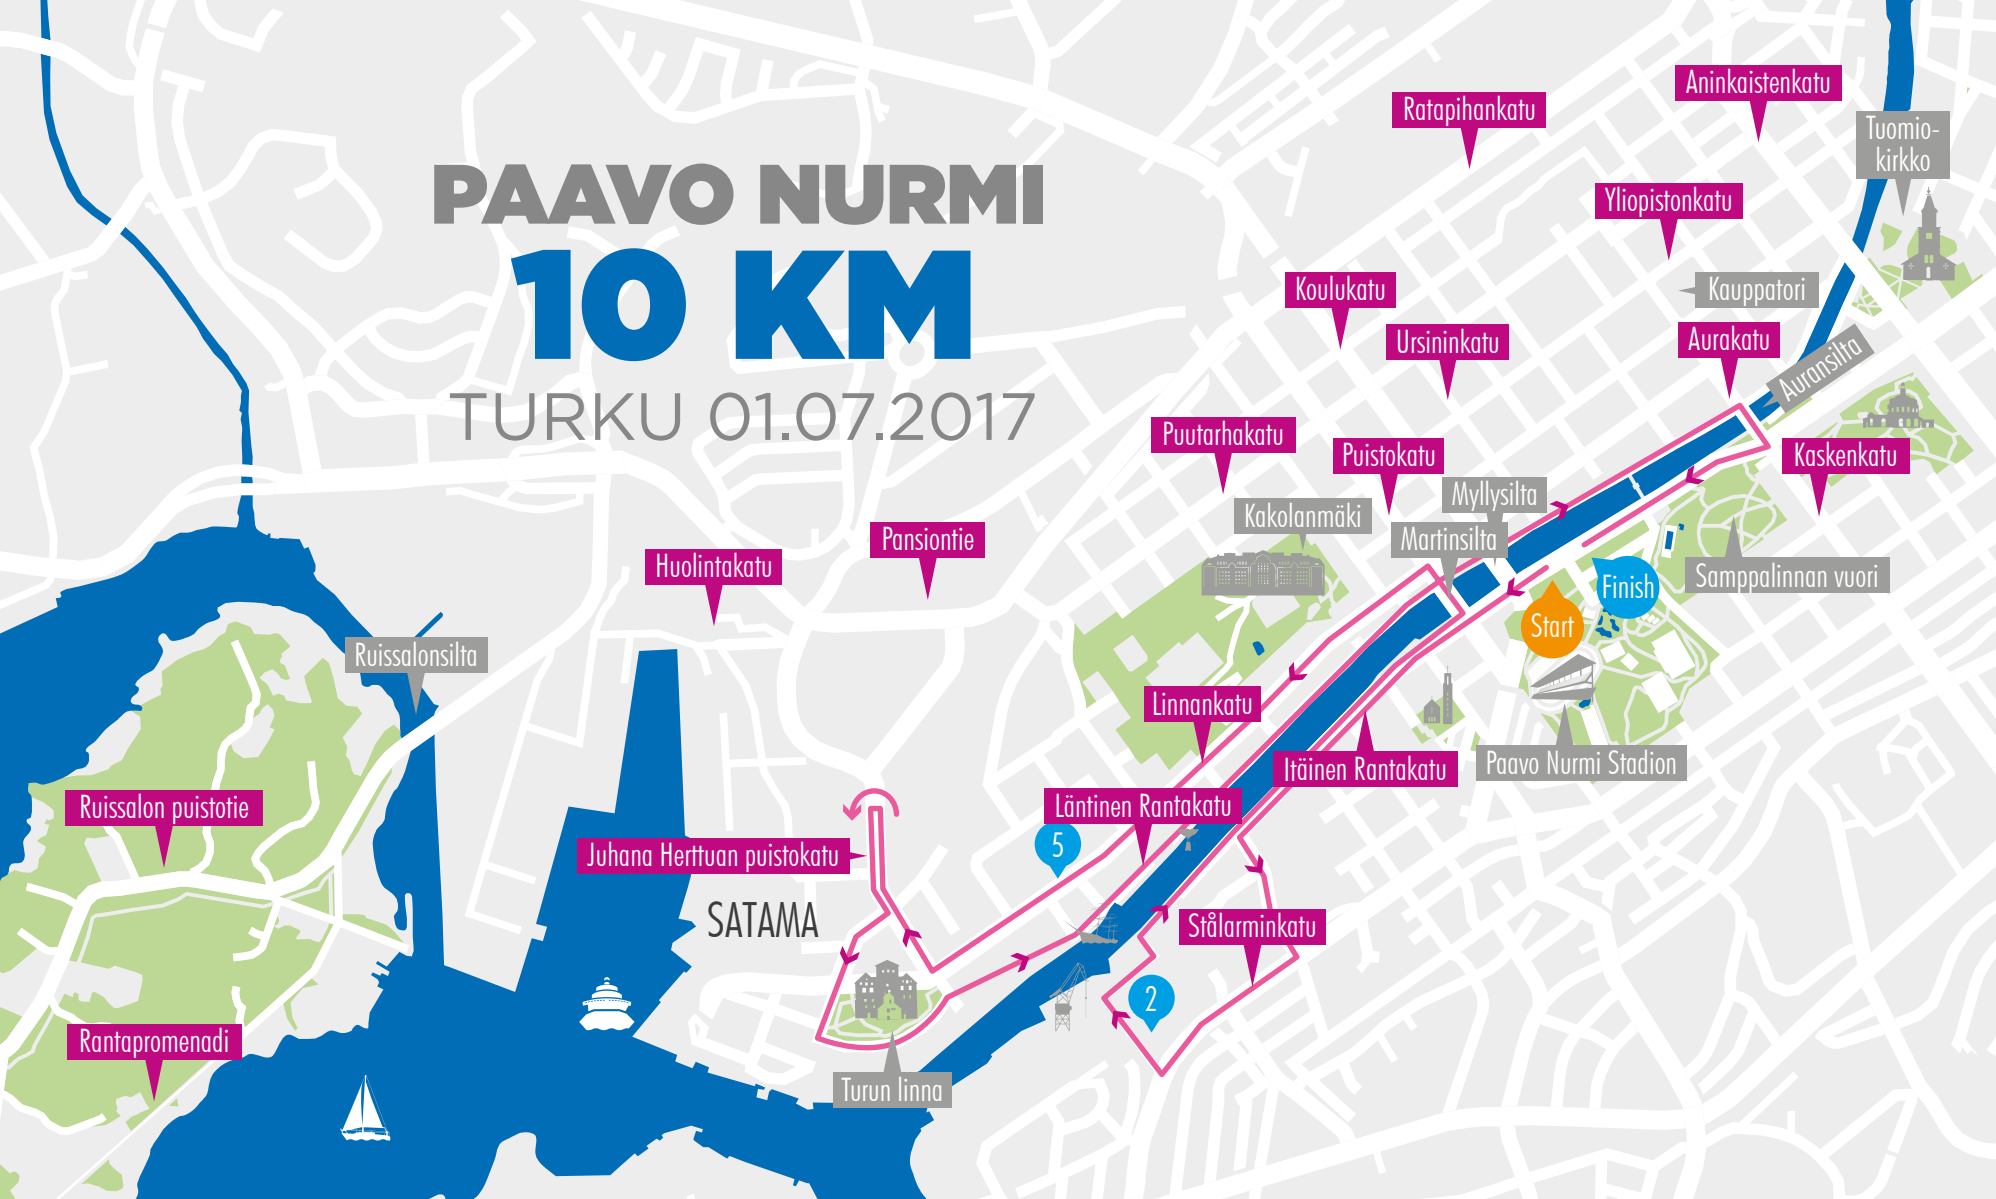 PAAVO NURMI
10 KM
TURKU 01.07.2017
Aninkaistenkatu
Ratapihankatu
Tuomio-
kirkko
Yliopistonkatu
Kauppatori
Koulukatu
Ursininkatu
Aurakatu
Auransilta
Puutarhakatu
Puistokatu
Kaskenkatu
Myllysilta
Kakolanmäki
Martinsilta
Pansiontie
Huolintakatu
Samppalinnan vuori
Finish
Start
Ruissalonsilta
Linnankatu
Itäinen Rantakatu
Paavo Nurmi Stadion
Ruissalon puistotie
Läntinen Rantakatu
5
Juhana Herttuan puistokatu
SATAMA
Stålarminkatu
2
Rantapromenadi
Turun linna